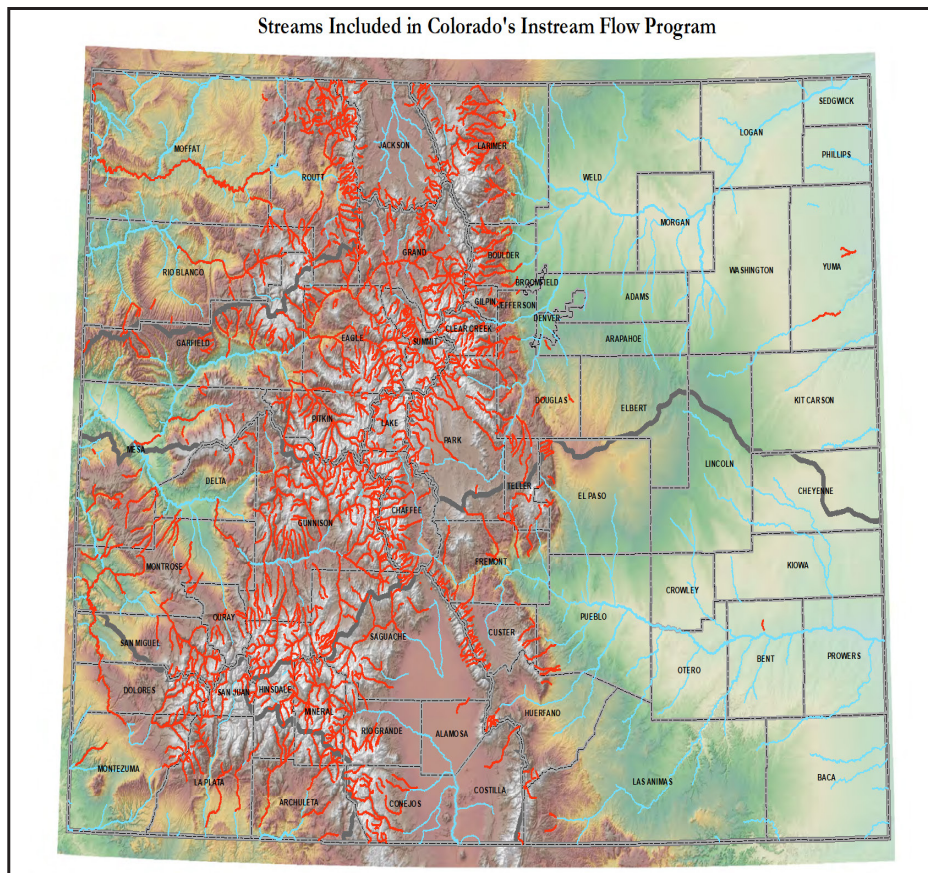 Streams Included in Colorado's Instream Flow Program
SEDGWICK
LOGAN
MOFFAT
JACKSON
LARIMER
PHILLIPS
ROUTT
WELD
MORGAN
GRAND
BOULDER
WASHINGTON
YUMA
RIO BLANCO
BROOMFIELD
ADAMS
GILPIN
JEFFERSON
DENVER
CLEAR CREEK
GARFIELD
EAGLE
SUMMIT
ARAPAHOE
DOUGLAS
ELBERT
KIT CARSON
PITKIN
LAKE
PARK
MESA
LINCOLN
DELTA
TELLER
EL PASO
CHEYENNE
CHAFFEE
GUNNISON
FREMONT
KIOWA
MONTROSE
CROWLEY
OURAY
PUEBLO
SAGUACHE
CUSTER
SAN MIGUEL
OTERO
BENT
PROWERS
DOLORES
SAN JUAN
HINSDALE
MINERAL
HUERFANO
RIO GRANDE
ALAMOSA
MONTEZUMA
LA PLATA
COSTILLA
LAS ANIMAS
BACA
ARCHULETA
CONEJOS